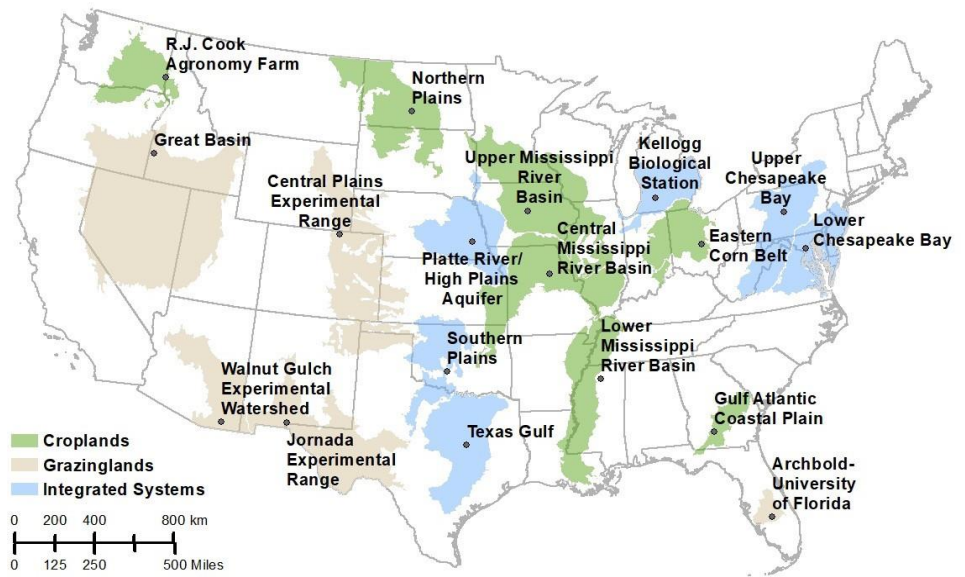 R.J. Cook
Agronomy Farm
Northern
Plains
Great Basin
Central Plains
Experimental
Range
Upper Mississippi
River
Basin
Kellogg
Biological
Station
Upper
Chesapeake
Bay
Lower
Chesapeake Bay
Platte River/
High Plains
Aquifer
Central
Mississippi
River Basin
Eastern
Corn Belt
Southern
Plains
Lower
Mississippi
River Basin
Walnut Gulch
Experimental
Watershed
Jornada
Experimental
Range
Texas Gulf
Gulf Atlantic
Coastal Plain
Archbold-
University
of Florida
Croplands
Grazinglands
Integrated Systems
0 200 400 800 km
0 125 250 500 Miles